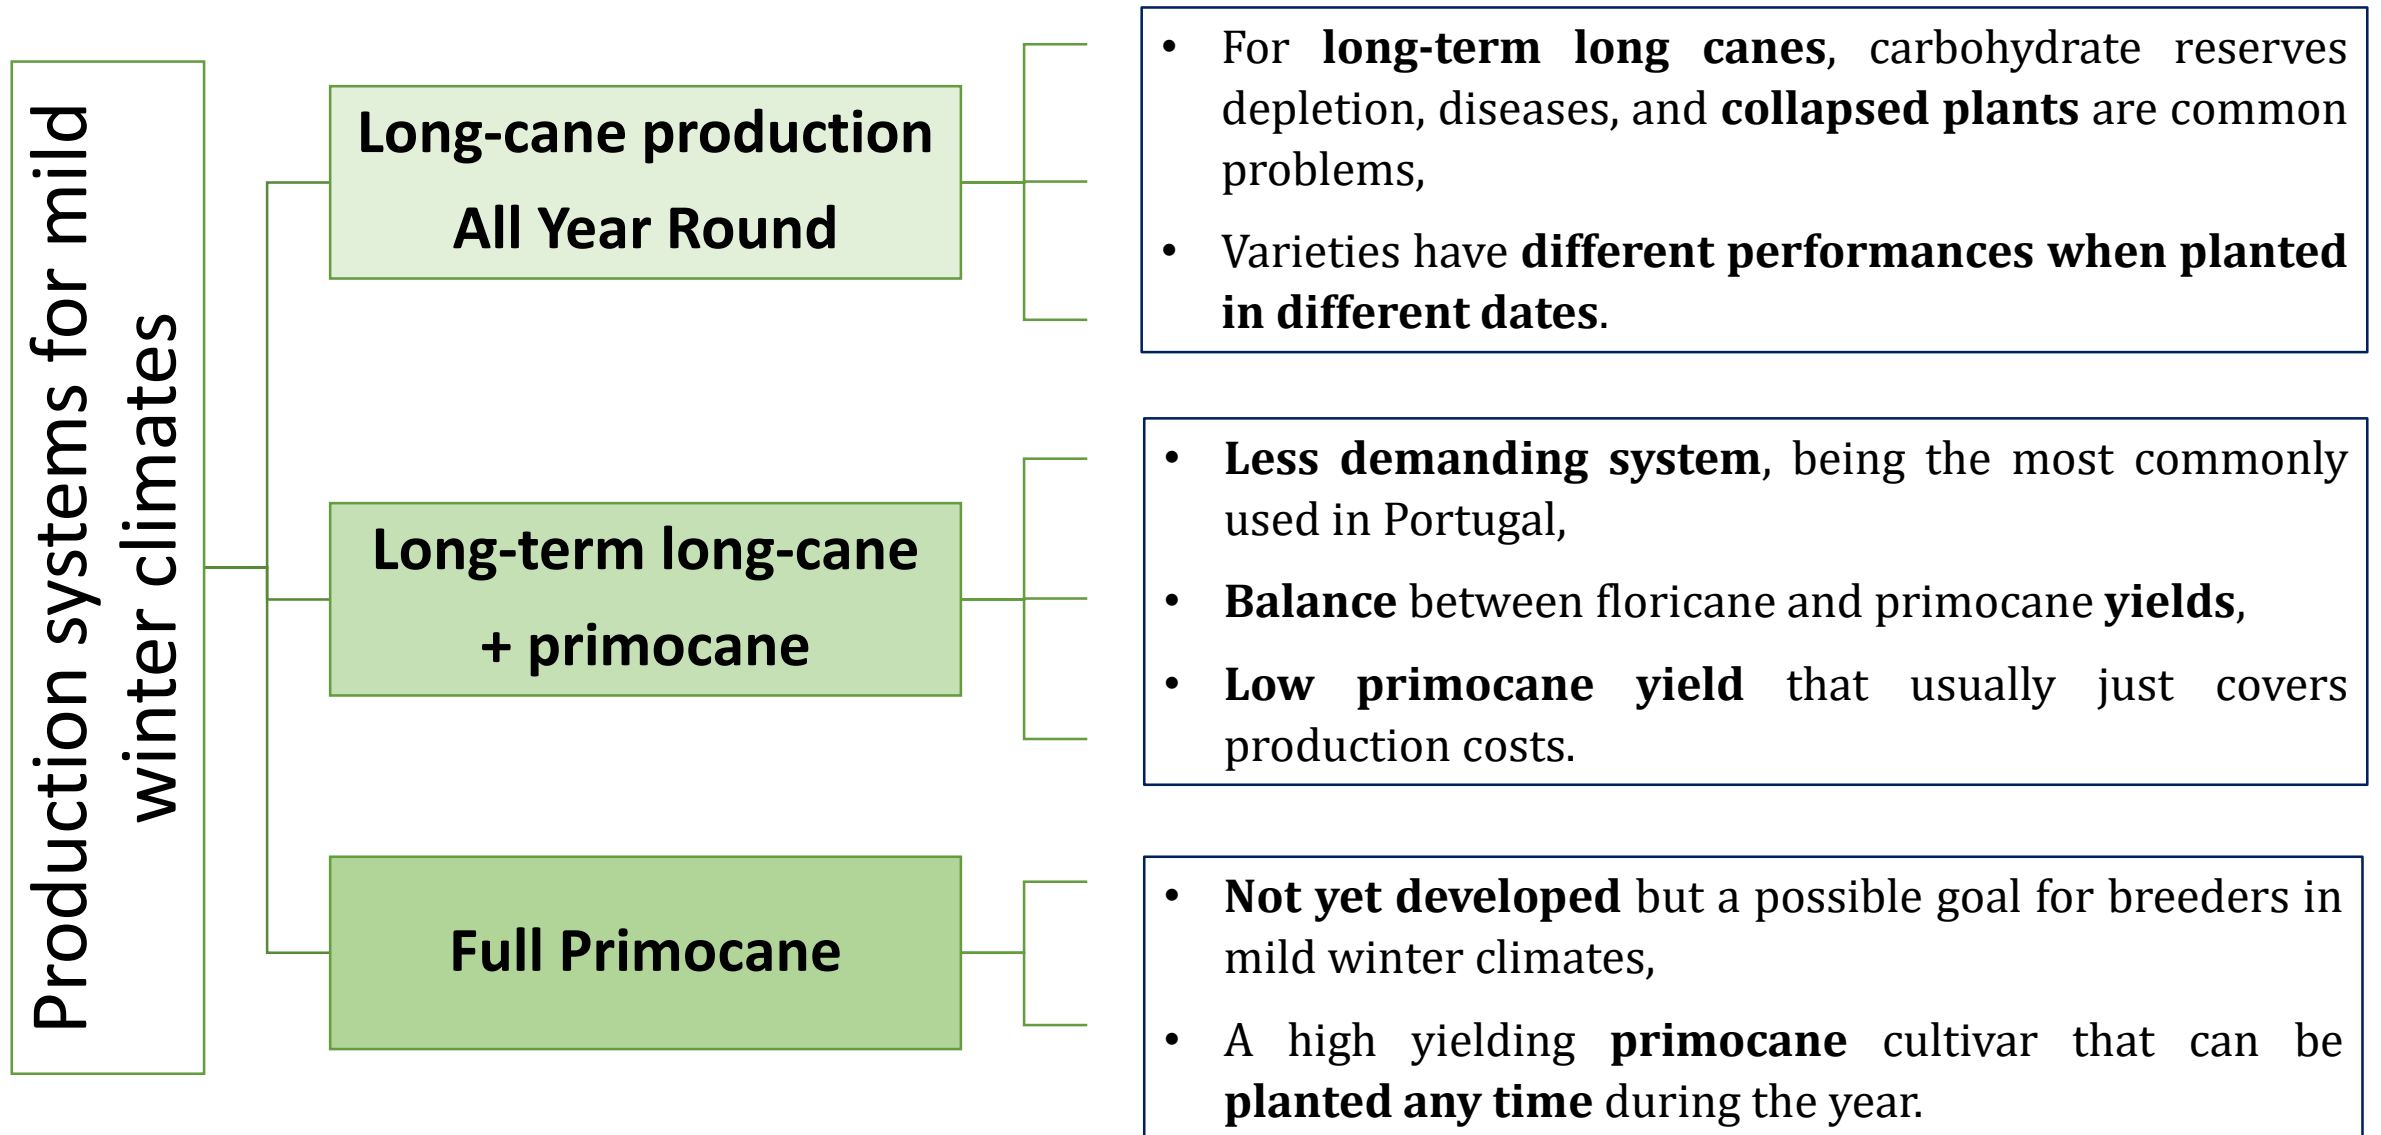 Production systems for mild
winter climates
Long-cane production
All Year Round
• For long-term long canes, carbohydrate reserves
depletion, diseases, and collapsed plants are common
problems,
• Varieties have different performances when planted
in different dates.
Long-term long-cane
+ primocane
• Less demanding system, being the most commonly
used in Portugal,
• Balance between floricane and primocane yields,
• Low primocane yield that usually just covers
production costs.
Full Primocane
• Not yet developed but a possible goal for breeders in
mild winter climates,
• A high yielding primocane cultivar that can be
planted any time during the year.